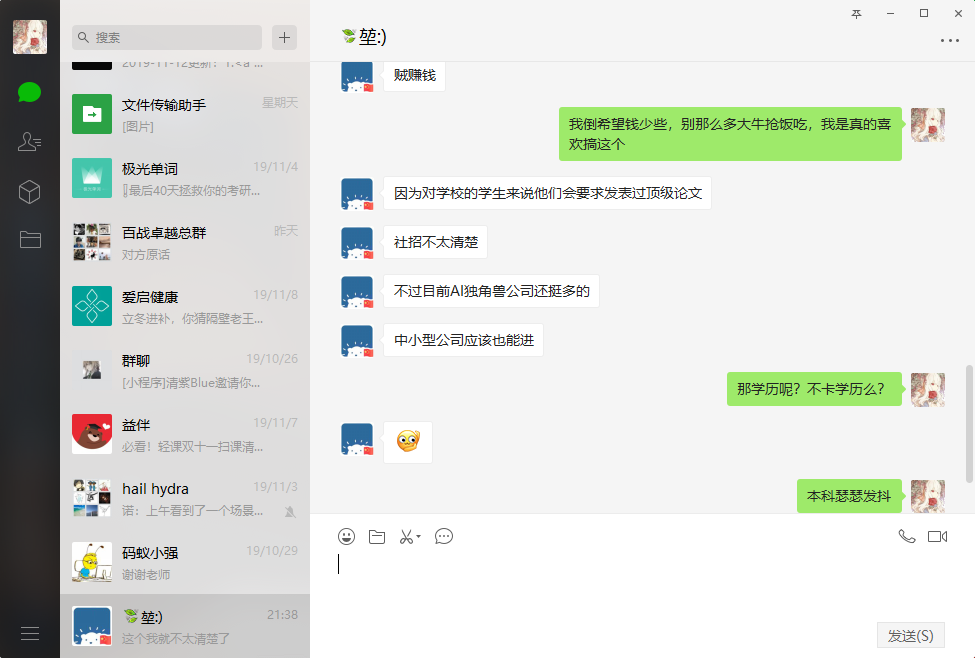 搜索
2019-11-12更新！1.<a ...
文件传输助手
星期天
[图片]
极光单词
19/11/4
最后40天拯救你的考研...
百战卓越总群
昨天
对方原话
爱启健康
19/11/8
立冬进补，你猜隔壁老王...
群聊
19/10/26
[小程序]清紫Blue邀请你...
益伴
19/11/7
必看！轻课双十一扫课清...
hail hydra
19/11/3
诺：上午看到了一个场景...
码蚁小强
19/10/29
谢谢老师
堃:)
21:38
这个我就不太清楚了
堃:)
贼赚钱
我倒希望钱少些，别那么多大牛抢饭吃，我是真的喜
欢搞这个
因为对学校的学生来说他们会要求发表过顶级论文
社招不太清楚
不过目前AI独角兽公司还挺多的
中小型公司应该也能进
那学历呢？不卡学历么？
本科瑟瑟发抖
发送(S)